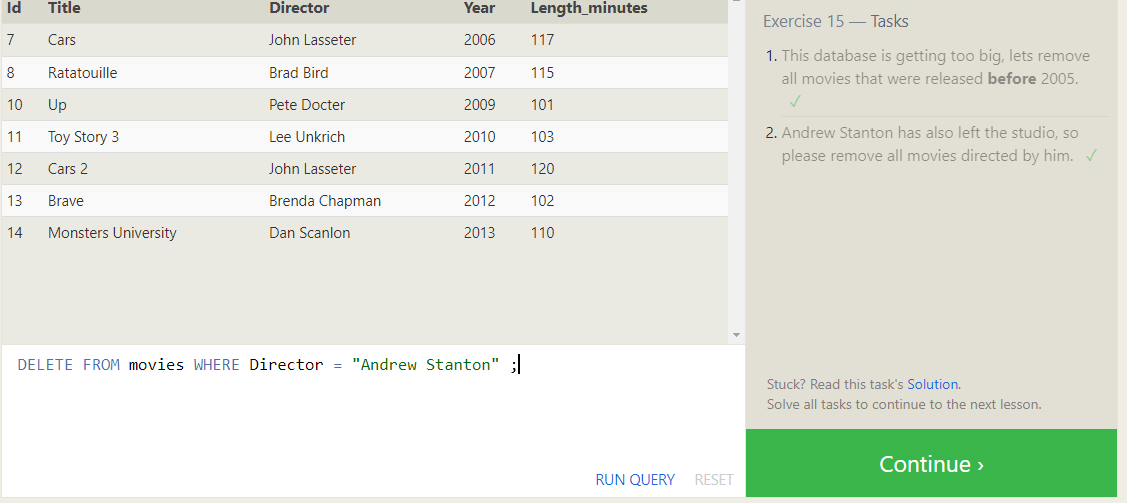 Id Title Director Year Length_minutes
7 Cars John Lasseter 2006 117
8 Ratatouille Brad Bird 2007 115
10 Up Pete Docter 2009 101
11 Toy Story 3 Lee Unkrich 2010 103
12 Cars 2 John Lasseter 2011 120
13 Brave Brenda Chapman 2012 102
14 Monsters University Dan Scanlon 2013 110
DELETE FROM movies WHERE Director = "Andrew Stanton" ;
RUN QUERY RESET
Exercise 15 — Tasks
1. This database is getting too big, lets remove
all movies that were released before 2005.
✓
2. Andrew Stanton has also left the studio, so
please remove all movies directed by him. ✓
Stuck? Read this task's Solution.
Solve all tasks to continue to the next lesson.
Continue ›